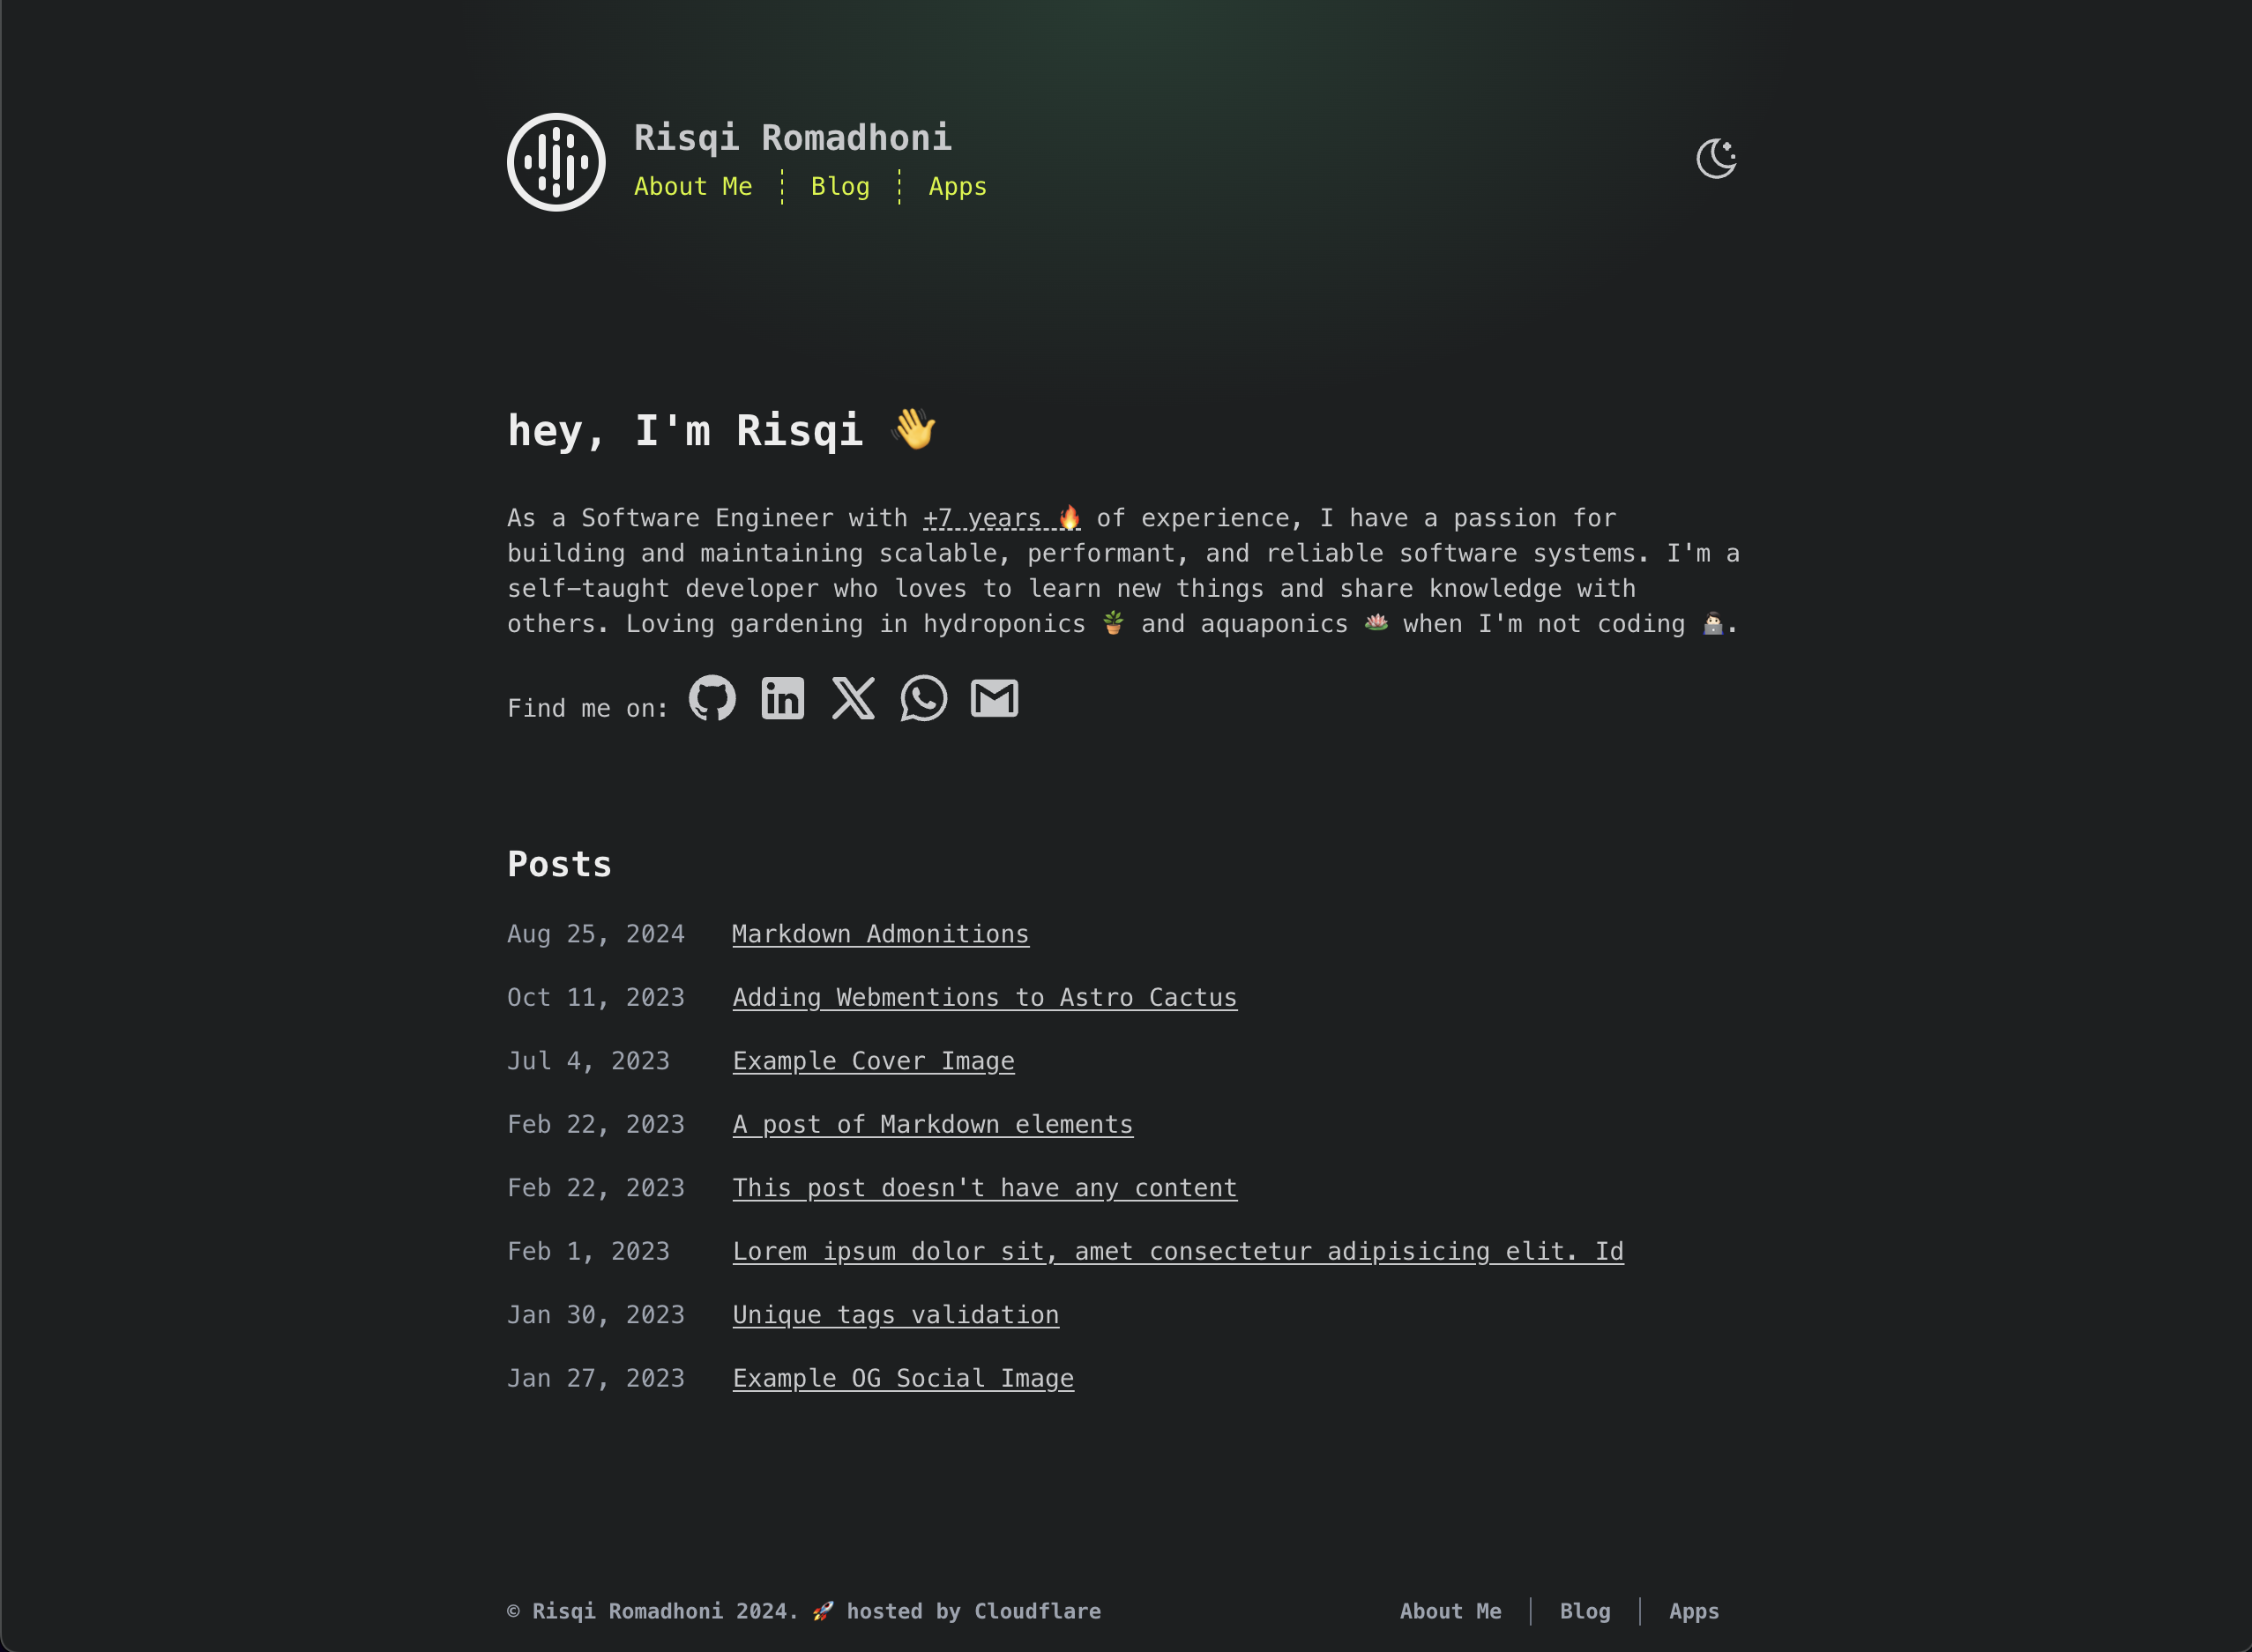 Risqi Romadhoni
About Me Blog Apps
hey, I'm Risqi 👋
As a Software Engineer with +7 years 🔥 of experience, I have a passion for
building and maintaining scalable, performant, and reliable software systems. I'm a
self-taught developer who loves to learn new things and share knowledge with
others. Loving gardening in hydroponics 🪴 and aquaponics 🪷 when I'm not coding 👨🏻‍💻.
Find me on:
Posts
Aug 25, 2024 Markdown Admonitions
Oct 11, 2023 Adding Webmentions to Astro Cactus
Jul 4, 2023 Example Cover Image
Feb 22, 2023 A post of Markdown elements
Feb 22, 2023 This post doesn't have any content
Feb 1, 2023 Lorem ipsum dolor sit, amet consectetur adipisicing elit. Id
Jan 30, 2023 Unique tags validation
Jan 27, 2023 Example OG Social Image
© Risqi Romadhoni 2024. 🚀 hosted by Cloudflare About Me Blog Apps